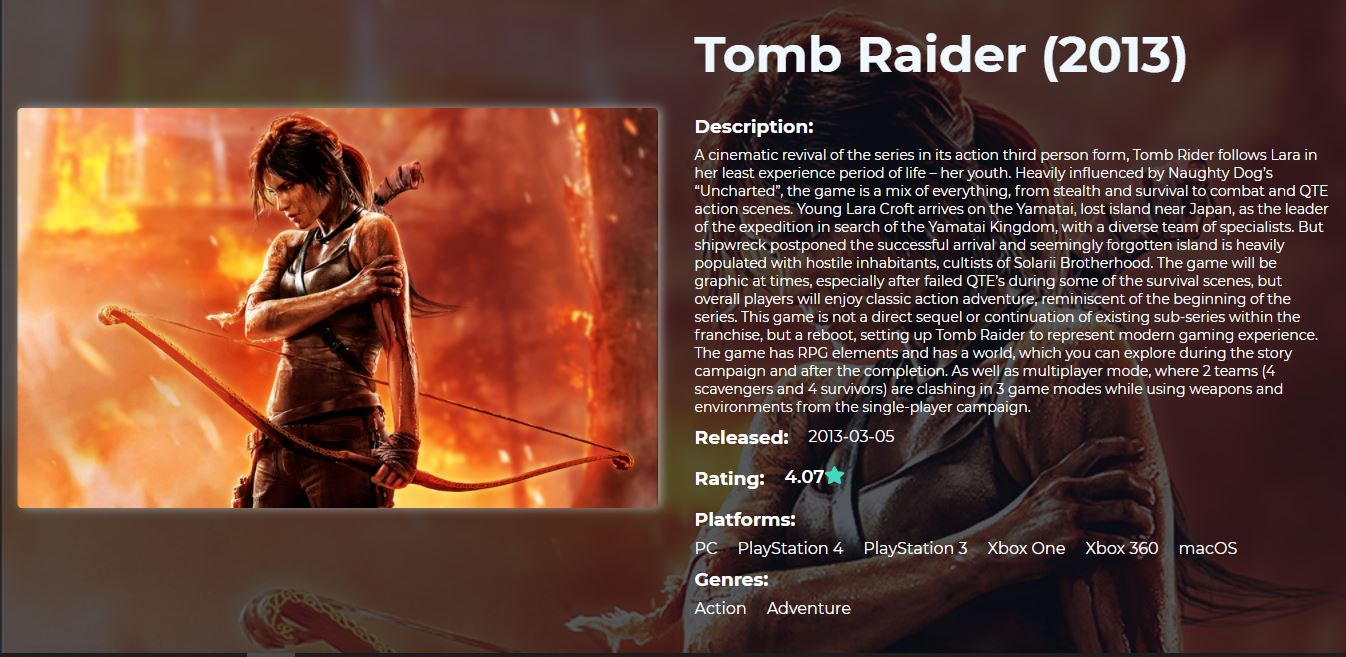 Tomb Raider (2013)
Description:
A cinematic revival of the series in its action third person form, Tomb Rider follows Lara in
her least experience period of life – her youth. Heavily influenced by Naughty Dog’s
“Uncharted”, the game is a mix of everything, from stealth and survival to combat and QTE
action scenes. Young Lara Croft arrives on the Yamatai, lost island near Japan, as the leader
of the expedition in search of the Yamatai Kingdom, with a diverse team of specialists. But
shipwreck postponed the successful arrival and seemingly forgotten island is heavily
populated with hostile inhabitants, cultists of Solarii Brotherhood. The game will be
graphic at times, especially after failed QTE’s during some of the survival scenes, but
overall players will enjoy classic action adventure, reminiscent of the beginning of the
series. This game is not a direct sequel or continuation of existing sub-series within the
franchise, but a reboot, setting up Tomb Raider to represent modern gaming experience.
The game has RPG elements and has a world, which you can explore during the story
campaign and after the completion. As well as multiplayer mode, where 2 teams (4
scavengers and 4 survivors) are clashing in 3 game modes while using weapons and
environments from the single-player campaign.
Released: 2013-03-05
Rating: 4.07
Platforms:
PC PlayStation 4 PlayStation 3 Xbox One Xbox 360 macOS
Genres:
Action Adventure